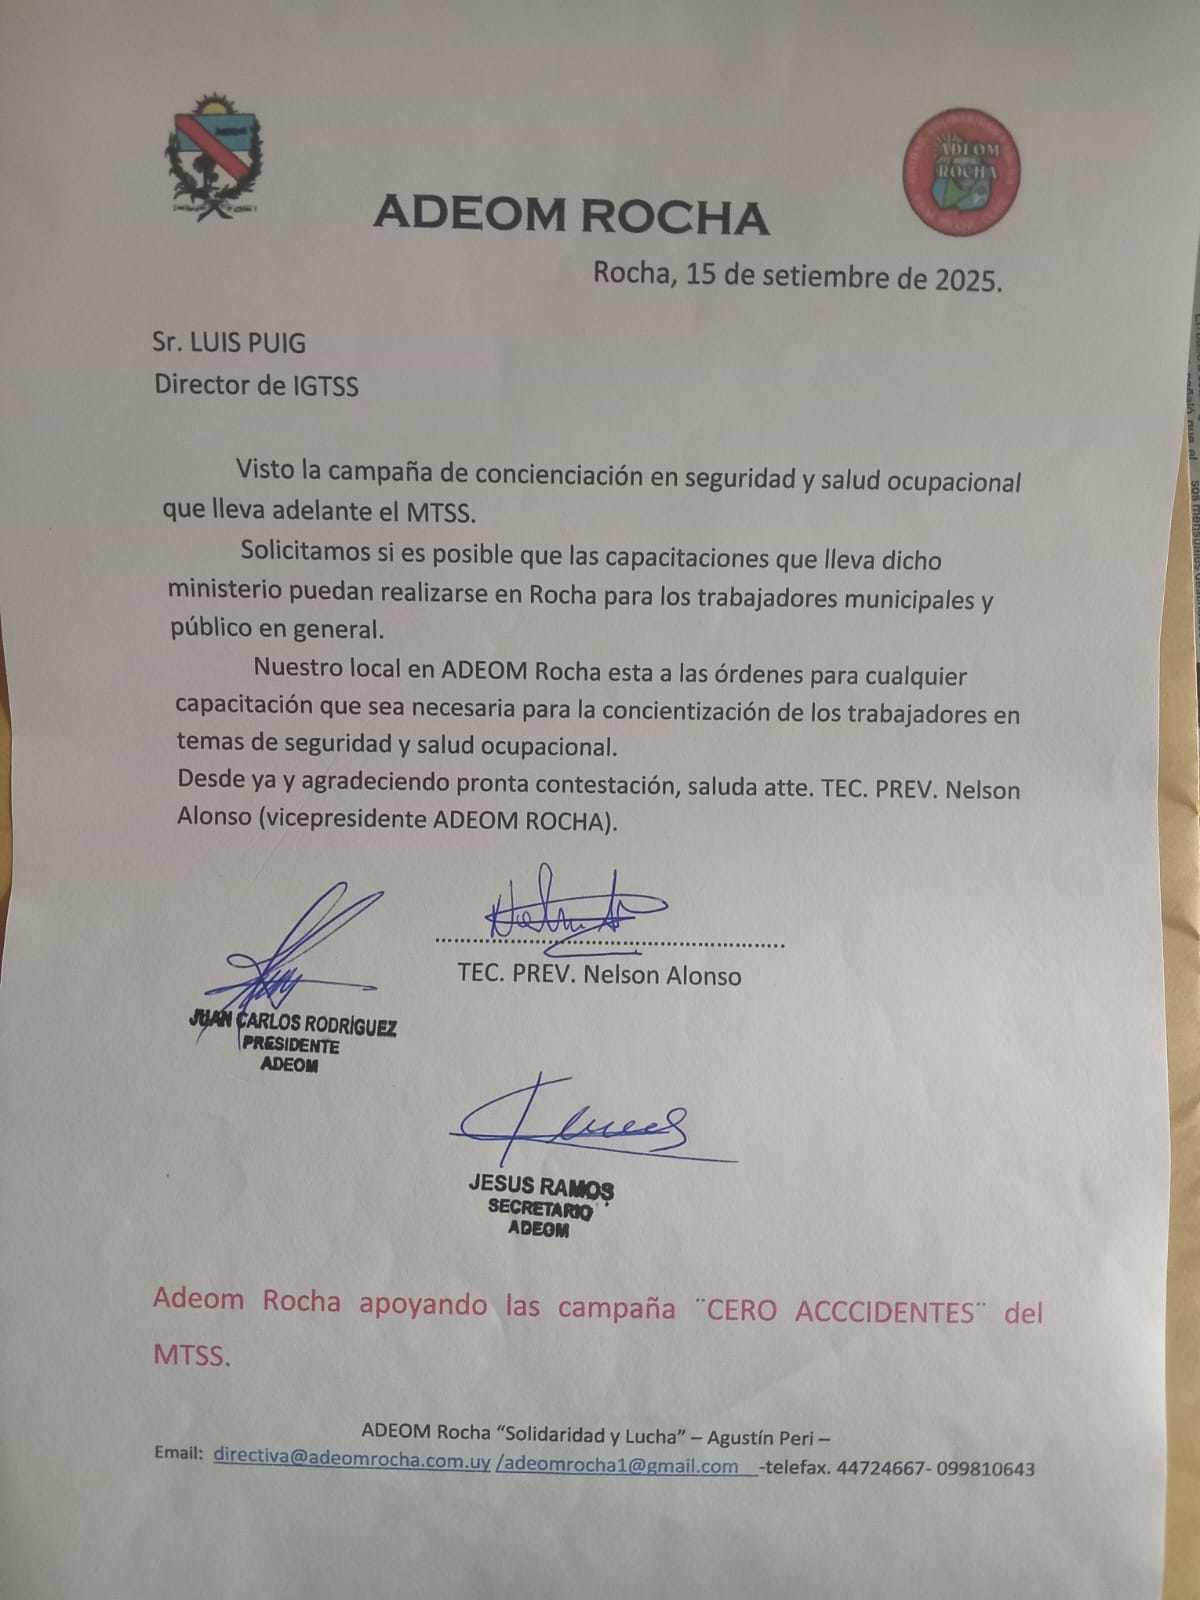 ADEOM
ROCHA
ADEOM ROCHA
Rocha, 15 de setiembre de 2025.
Sr. LUIS PUIG
Director de IGTSS
Visto la campaña de concienciación en seguridad y salud ocupacional
que lleva adelante el MTSS.
Solicitamos si es posible que las capacitaciones que lleva dicho
ministerio puedan realizarse en Rocha para los trabajadores municipales y
público en general.
Nuestro local en ADEOM Rocha esta a las órdenes para cualquier
capacitación que sea necesaria para la concientización de los trabajadores en
temas de seguridad y salud ocupacional.
Desde ya y agradeciendo pronta contestación, saluda atte. TEC. PREV. Nelson
Alonso (vicepresidente ADEOM ROCHA).
TEC. PREV. Nelson Alonso
JUAN CARLOS RODRÍGUEZ
PRESIDENTE
ADEOM
JESUS RAMOS
SECRETARIO
ADEOM
Adeom Rocha apoyando las campaña ¨CERO ACCCIDENTES¨ del
MTSS.
ADEOM Rocha “Solidaridad y Lucha” – Agustín Peri –
Email: directiva@adeomrocha.com.uy /adeomrocha1@gmail.com -telefax. 44724667- 099810643